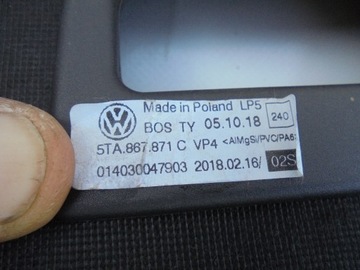 Made in Poland LP5
BOS TY 05.10.18 240
5TA.867.871 C VP4 <AlMgSi/PVC/PA6>
014030047903 2018.02.16/ 02S